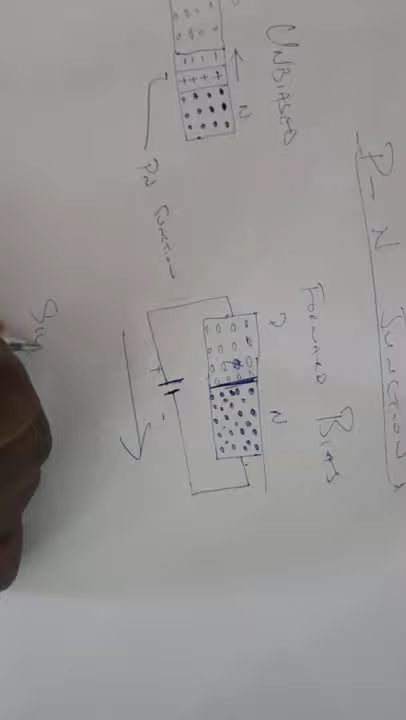 P-N JUNCTION
UNBIASED
N
- - -
+ + + +
PN JUNCTION
FORWARD BIAS
P N
+ -